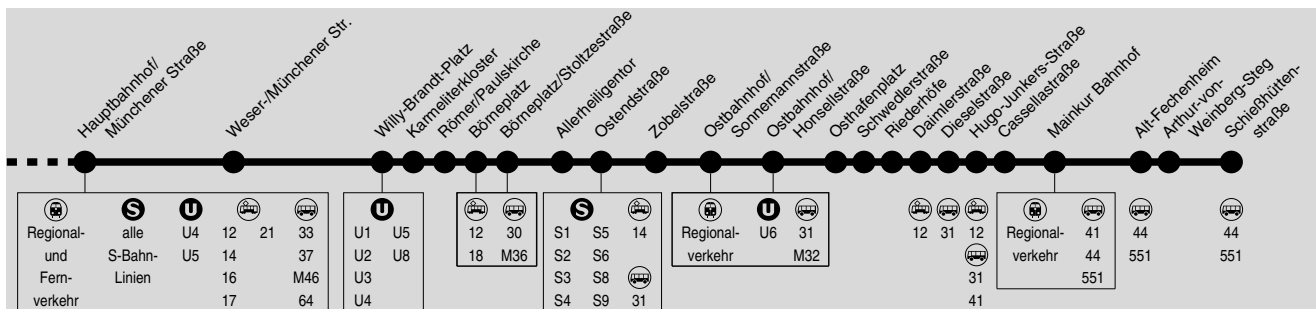 Hauptbahnhof/
Münchener Straße
Weser-/Münchener Str.
Willy-Brandt-Platz
Karmeliterkloster
Römer/Paulskirche
Börneplatz
Börneplatz/Stoltzestraße
Allerheiligentor
Ostendstraße
Zobelstraße
Ostbahnhof/
Sonnemannstraße
Ostbahnhof/
Honsellstraße
Osthafenplatz
Schwedlerstraße
Riederhöfe
Daimlerstraße
Dieselstraße
Hugo-Junkers-Straße
Cassellastraße
Mainkur Bahnhof
Alt-Fechenheim
Arthur-von-
Weinberg-Steg
Schießhütten-
straße
S U
Regional- alle U4 12 21 33
und S-Bahn- U5 14 37
Fern- Linien 16 M46
verkehr 17 64
U
U1 U5
U2 U8
U3
U4
12 30
18 M36
S
S1 S5 14
S2 S6
S3 S8
S4 S9 31
U
Regional- U6 31
verkehr M32
12 31 12
31
41
Regional- 41
verkehr 44
551
44
551
44
551